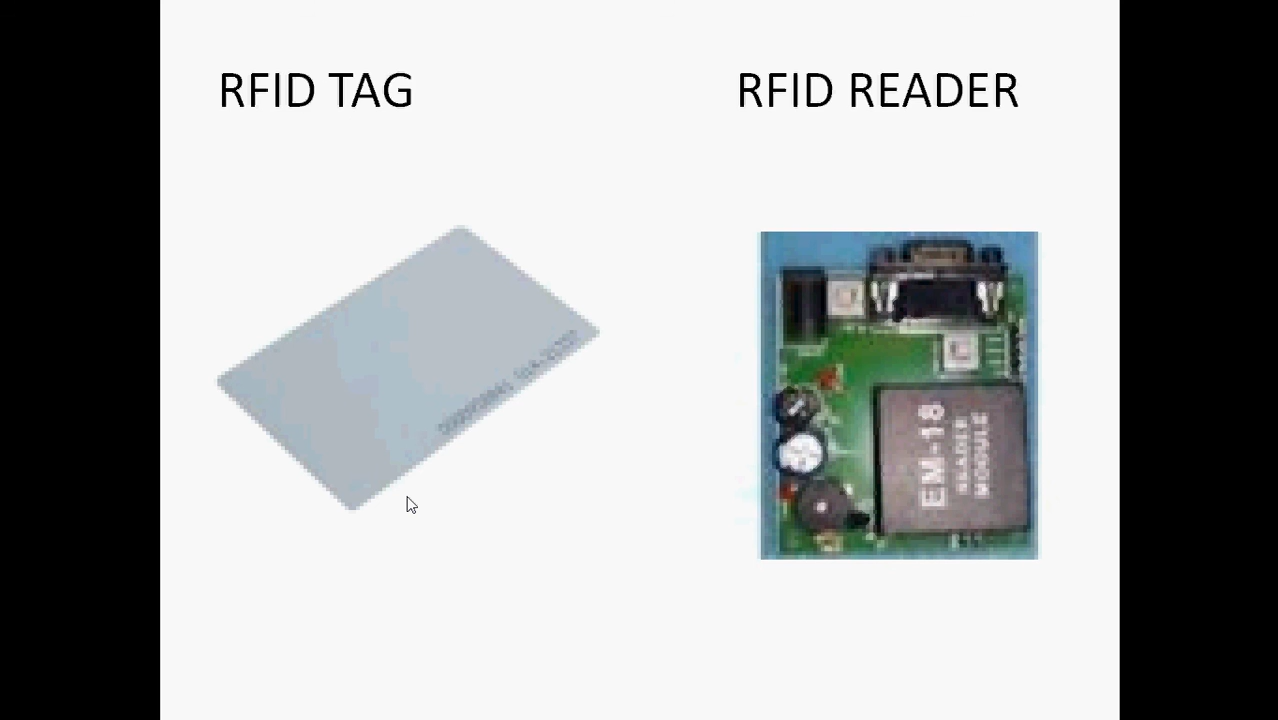 RFID TAG
RFID READER
EM-18
READER
MODULE